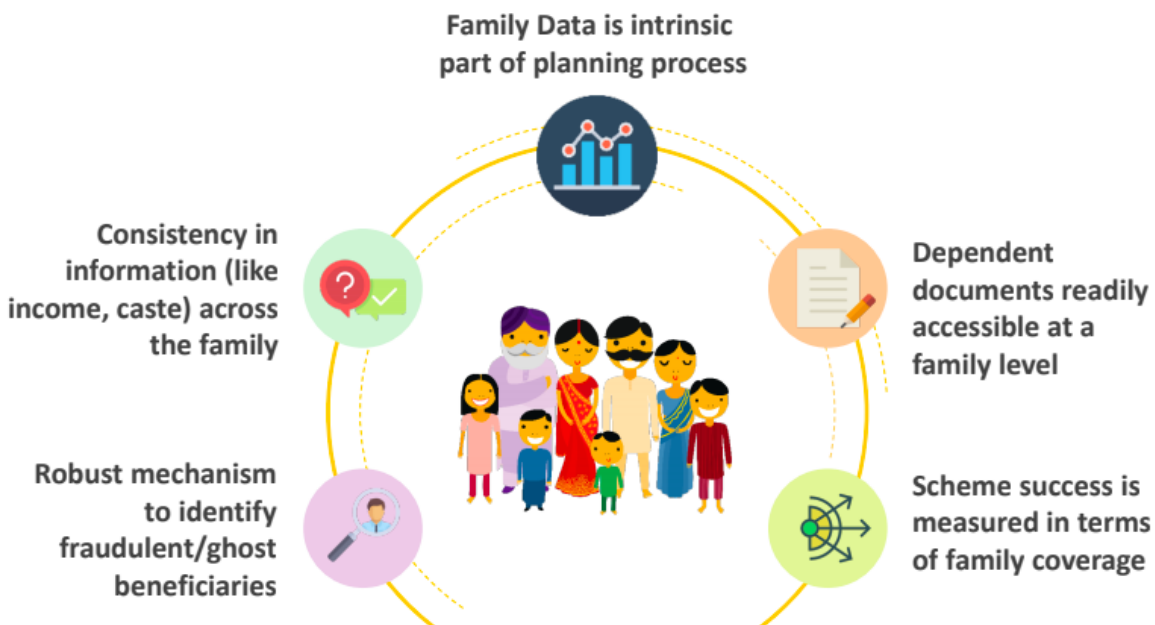 Family Data is intrinsic
part of planning process
Consistency in
information (like
income, caste) across
the family
Dependent
documents readily
accessible at a
family level
Robust mechanism
to identify
fraudulent/ghost
beneficiaries
Scheme success is
measured in terms
of family coverage